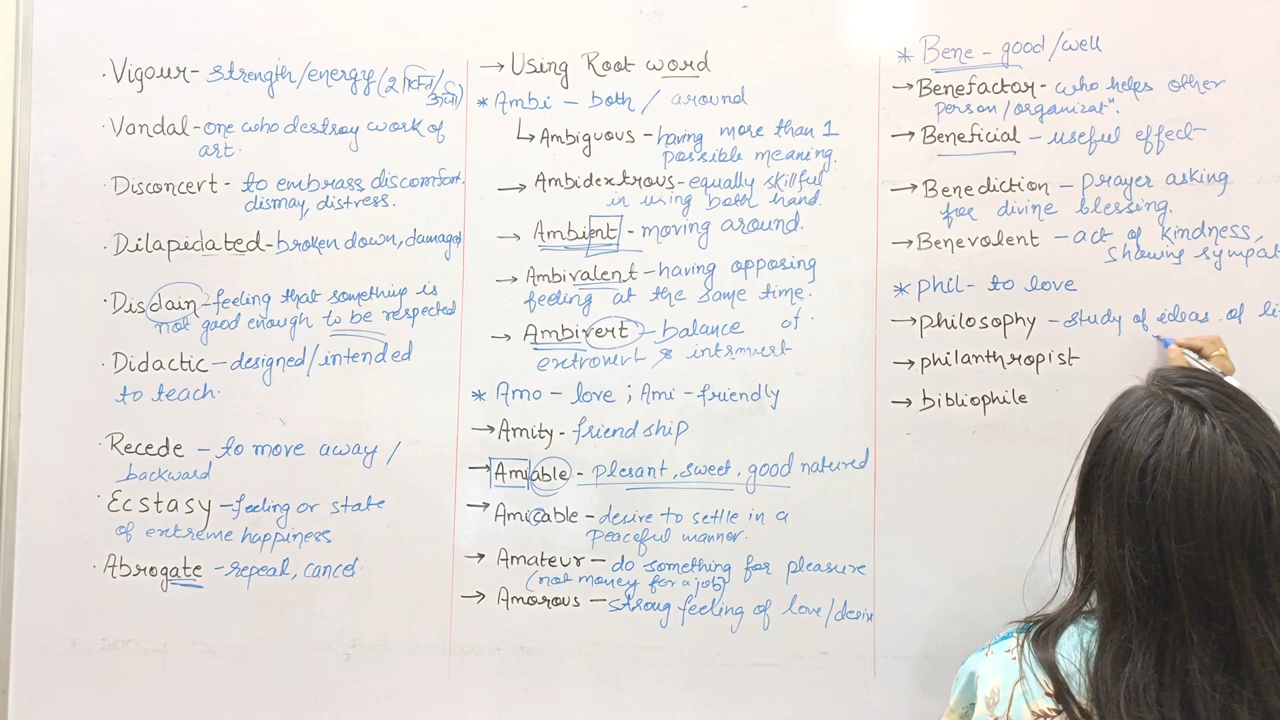 · Vigour - strength/energy (
· Vandal - one who destroy work of
art.
Disconcert - to embrass discomfort,
dismay, distress.
Dilapidated - broken down, damaged
· Disdain - feeling that something is
not good enough to be respected
· Didactic - designed/intended
to teach.
· Recede - to move away /
backward
· Ecstasy - feeling or state
of extreme happiness
· Abrogate - repeal, cancel
→ Using Root word
* Ambi - both / around
↳ Ambiguous - having more than 1
possible meaning.
→ Ambidextrous - equally skillful
in using both hand.
→ Ambient - moving around.
→ Ambivalent - having opposing
feeling at the same time.
→ Ambivert - balance of
extrovert & introvert
* Amo - love ; Ami - friendly
→ Amity - friendship
→ Amiable - plesant, sweet, good natured
→ Amicable - desire to settle in a
peaceful manner.
→ Amateur - do something for pleasure
(not money for a job)
→ Amorous - strong feeling of love/desire
* Bene - good/well
→ Benefactor - who helps other
person/organizatⁿ.
→ Beneficial - useful effect
→ Benediction - prayer asking
for divine blessing.
→ Benevolent - act of kindness,
showing sympat
* phil - to love
→ philosophy - study of ideas of li
→ philanthropist
→ bibliophile